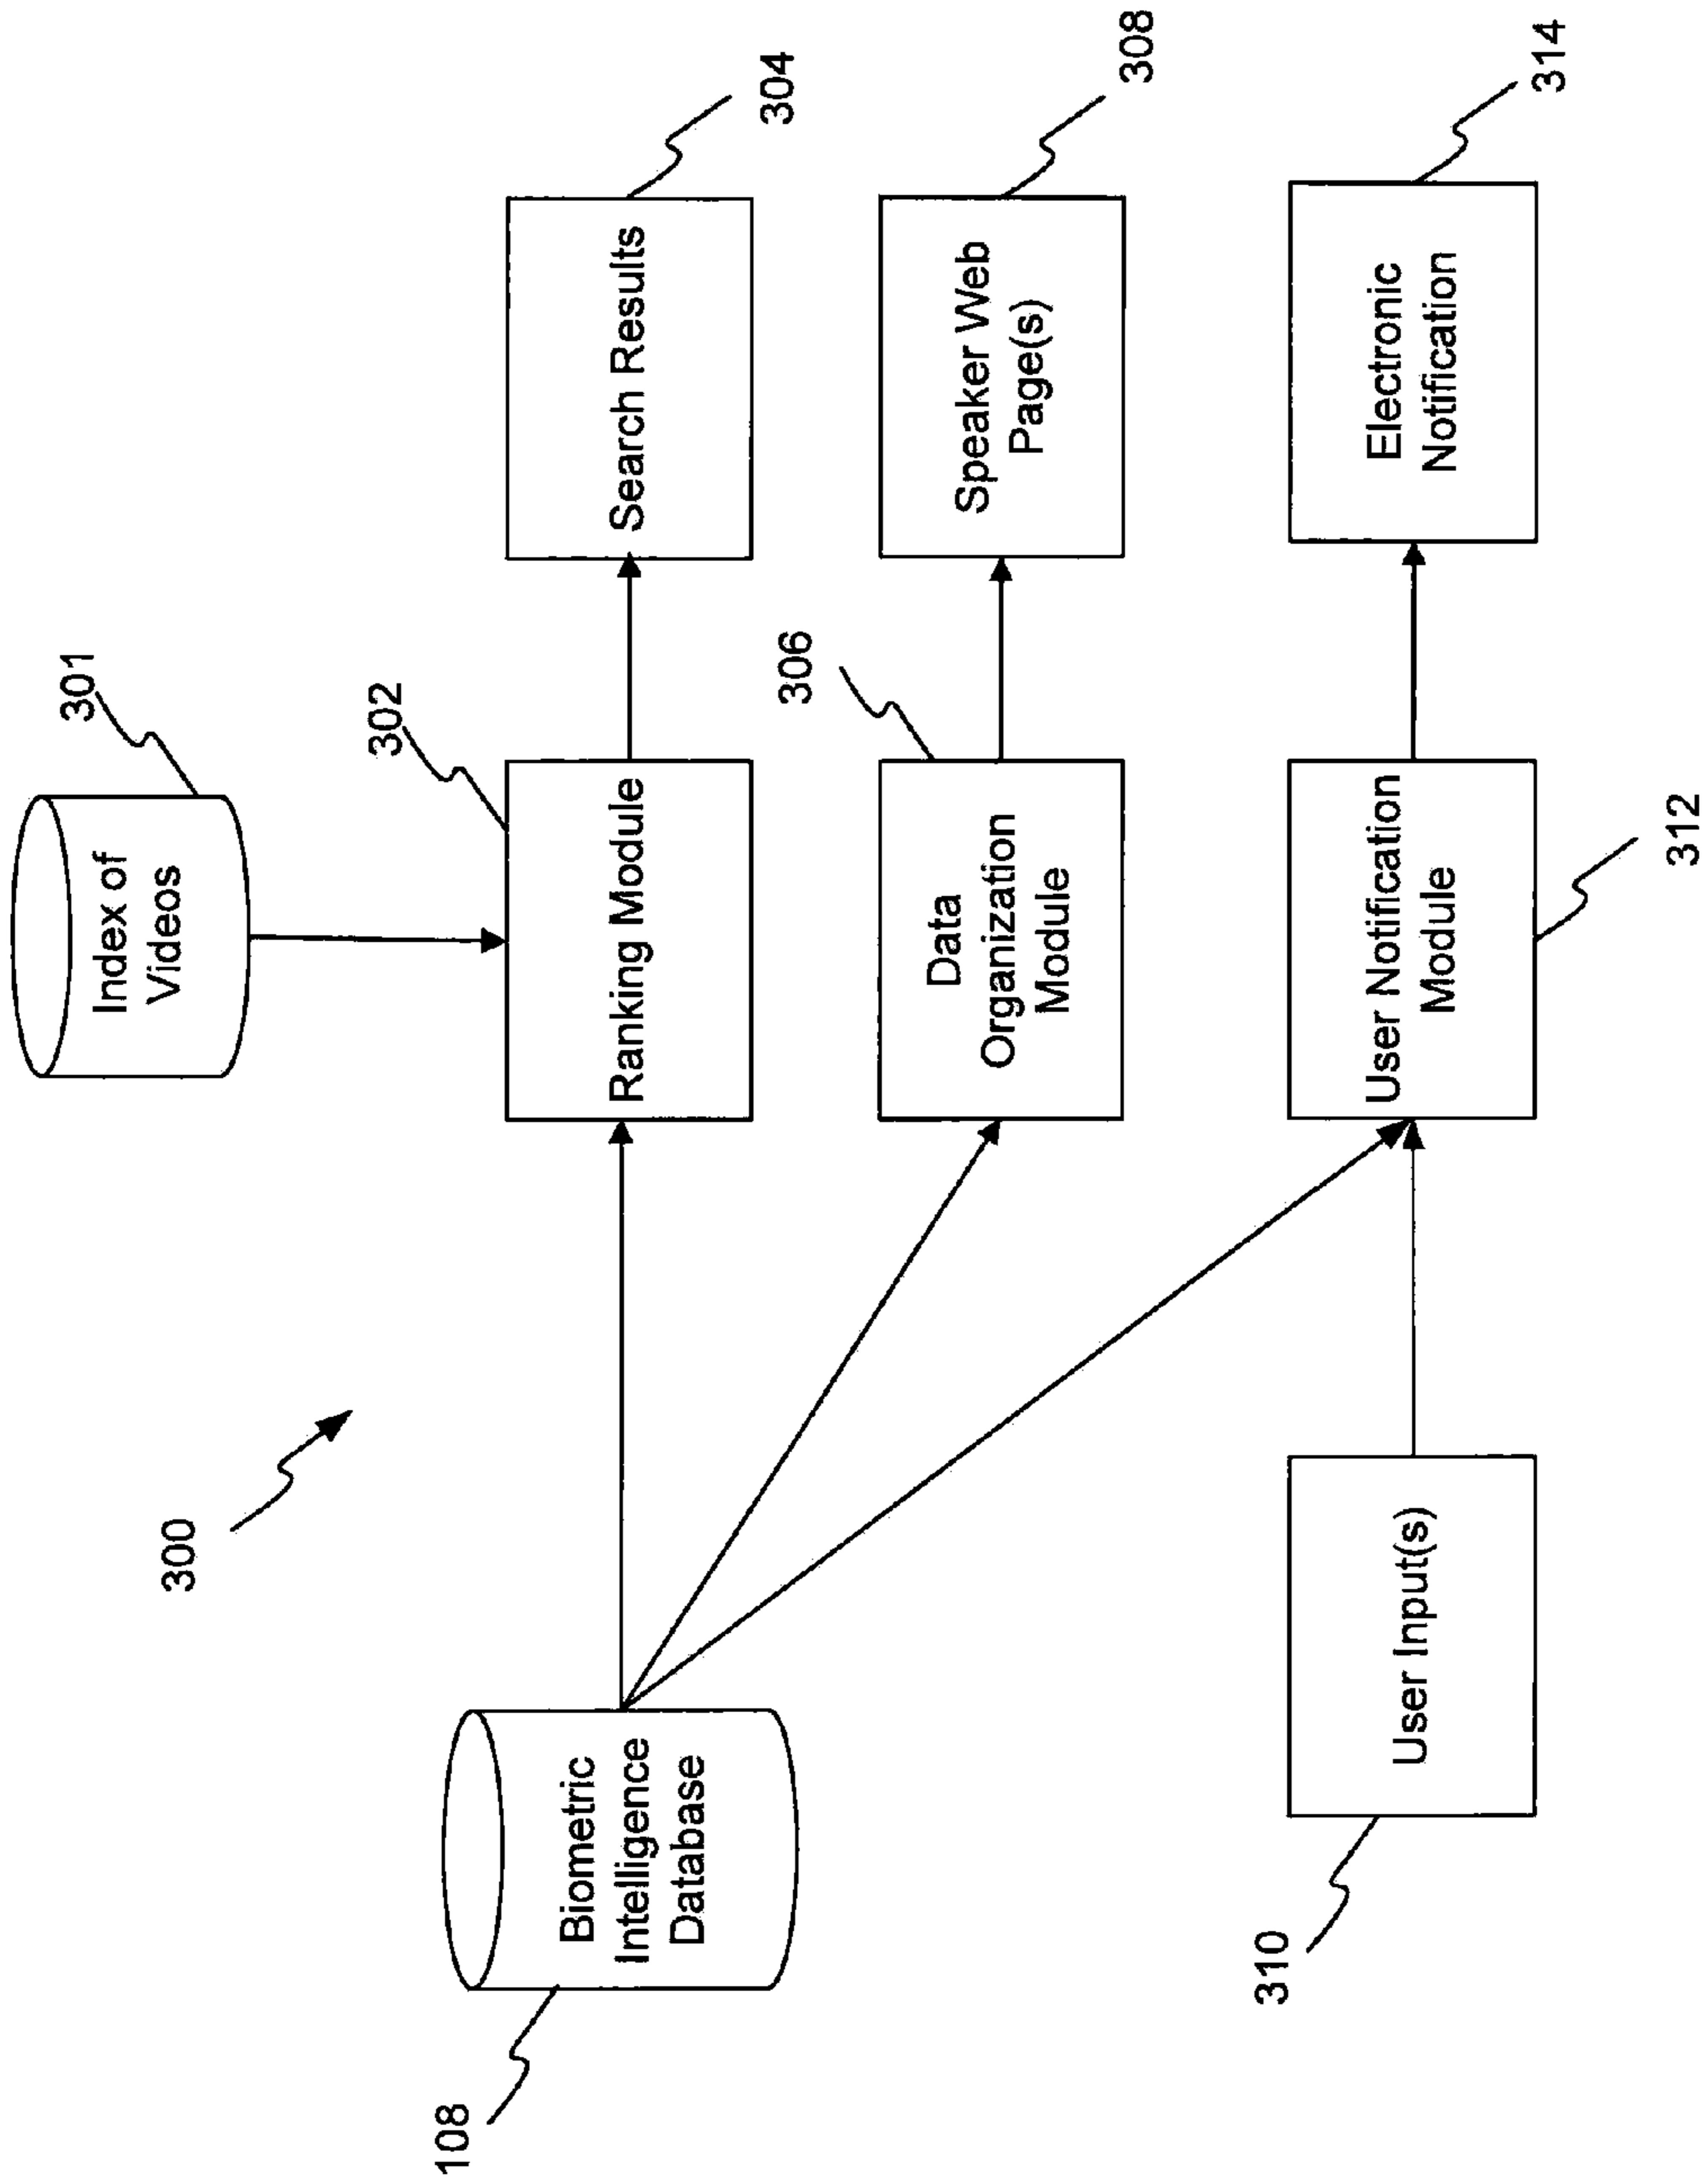 301
Index of
Videos
302
Ranking Module
304
Search Results
300
108
Biometric
Intelligence
Database
306
Data
Organization
Module
308
Speaker Web
Page(s)
310
User Input(s)
312
User Notification
Module
314
Electronic
Notification